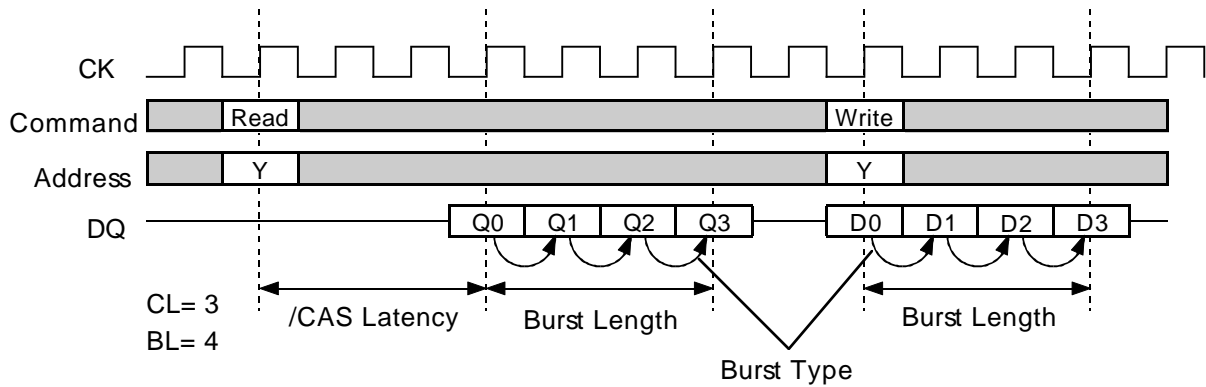 CK
Command Read Write
Address Y Y
DQ Q0 Q1 Q2 Q3 D0 D1 D2 D3
CL= 3 /CAS Latency Burst Length Burst Length
BL= 4
Burst Type